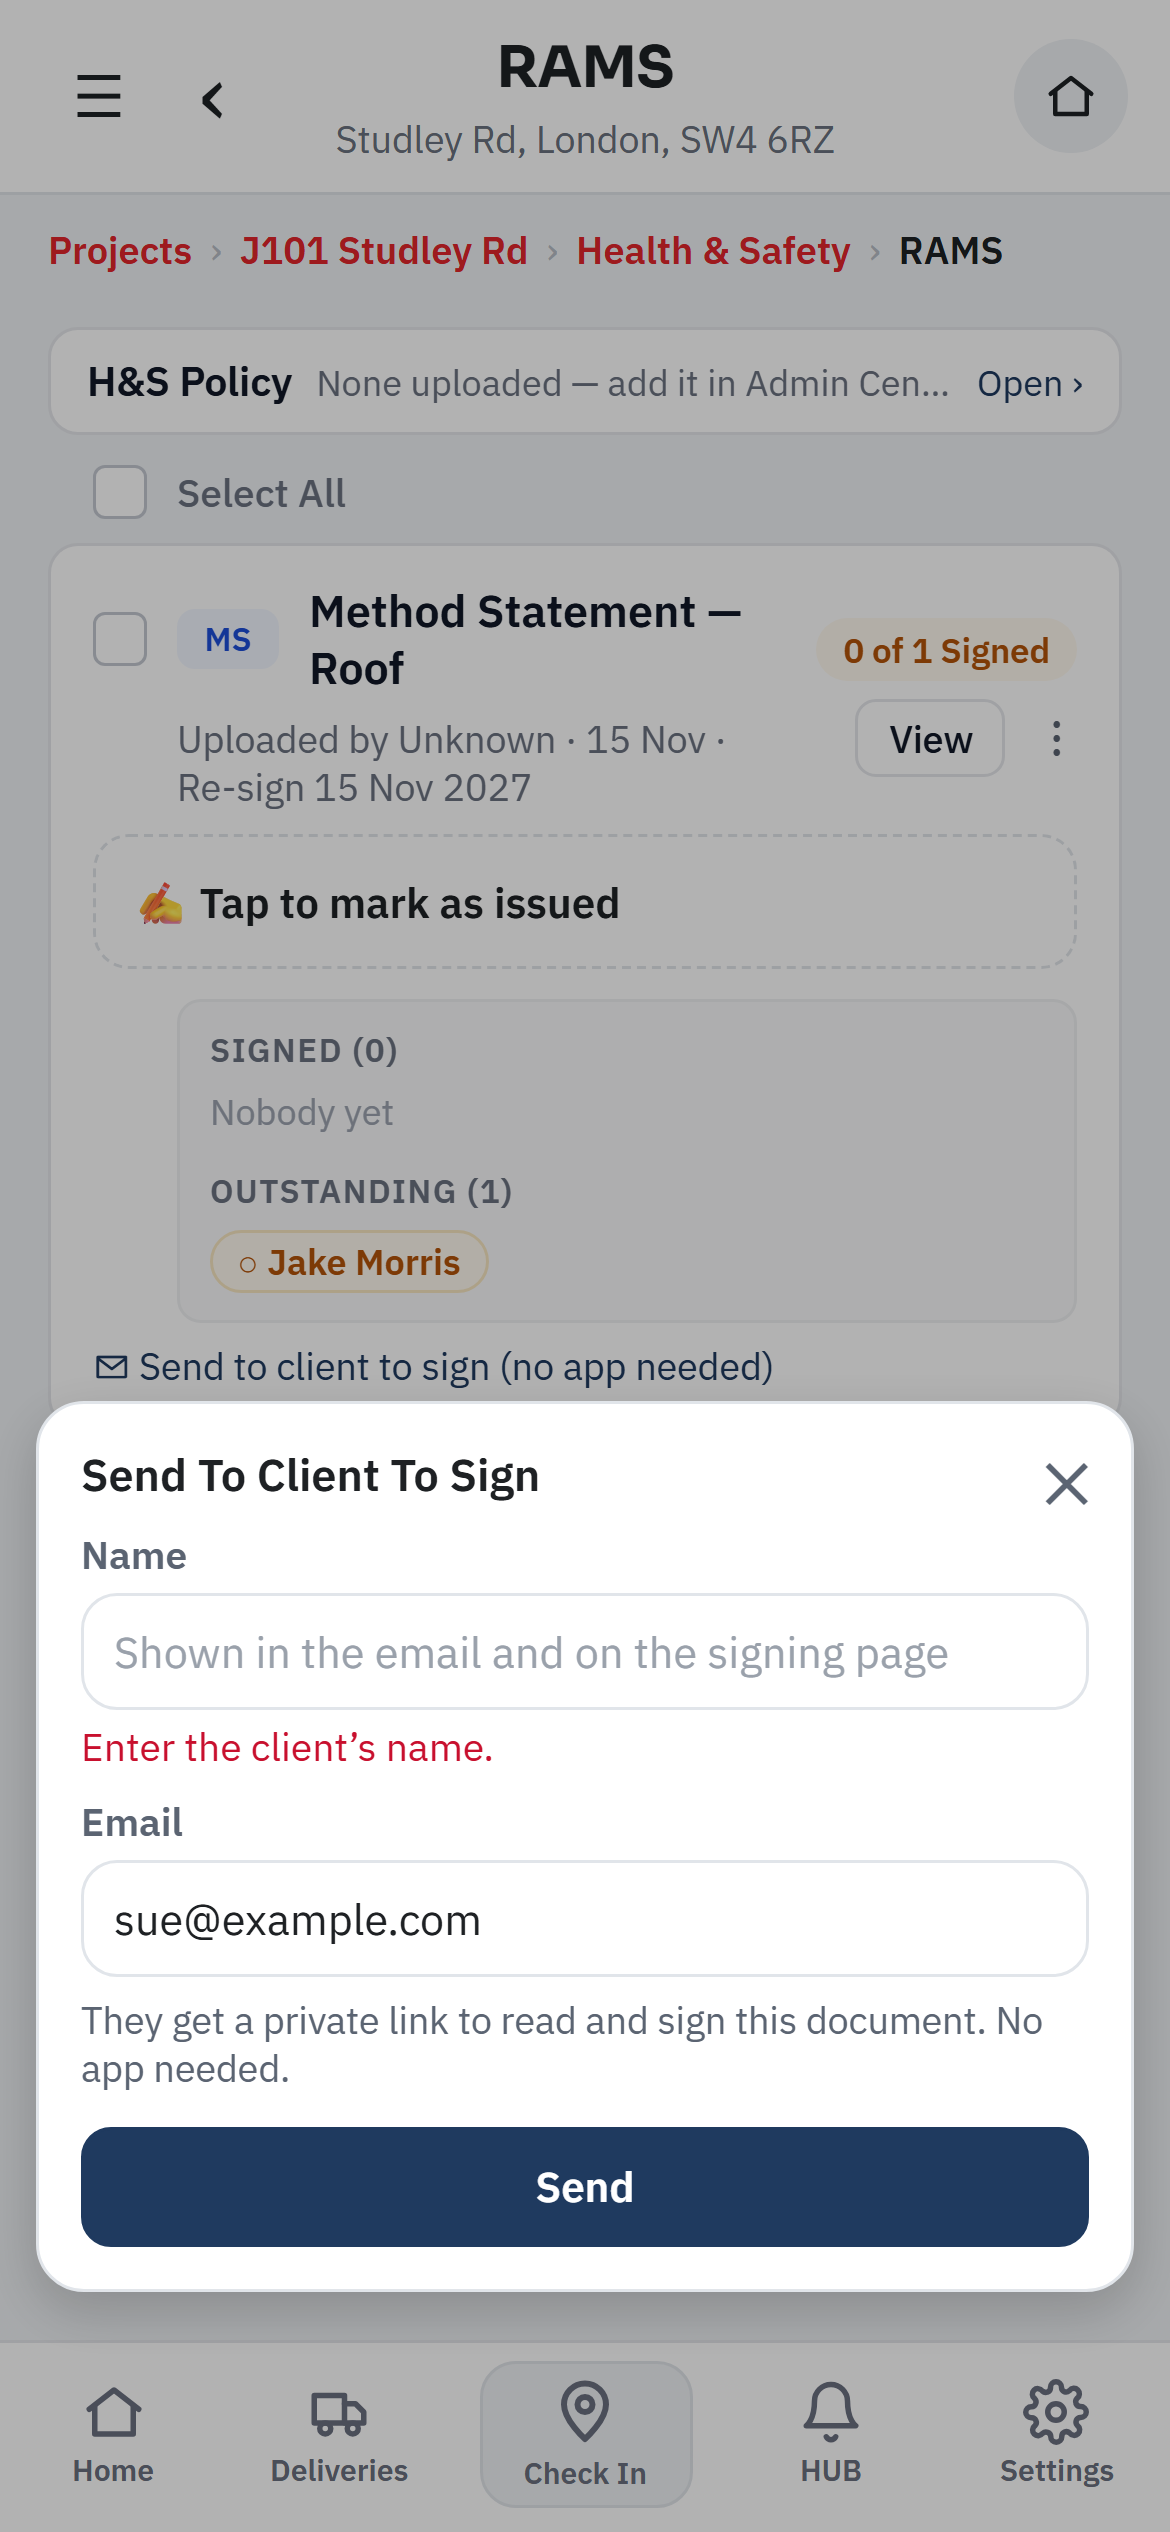 RAMS
Studley Rd, London, SW4 6RZ
Projects › J101 Studley Rd › Health & Safety › RAMS
H&S Policy None uploaded — add it in Admin Cen... Open ›
Select All
MS Method Statement —
Roof
0 of 1 Signed
Uploaded by Unknown · 15 Nov ·
Re-sign 15 Nov 2027
View
✍️ Tap to mark as issued
SIGNED (0)
Nobody yet
OUTSTANDING (1)
○ Jake Morris
Send to client to sign (no app needed)
Send To Client To Sign
Name
Shown in the email and on the signing page
Enter the client’s name.
Email
sue@example.com
They get a private link to read and sign this document. No
app needed.
Send
Home Deliveries Check In HUB Settings